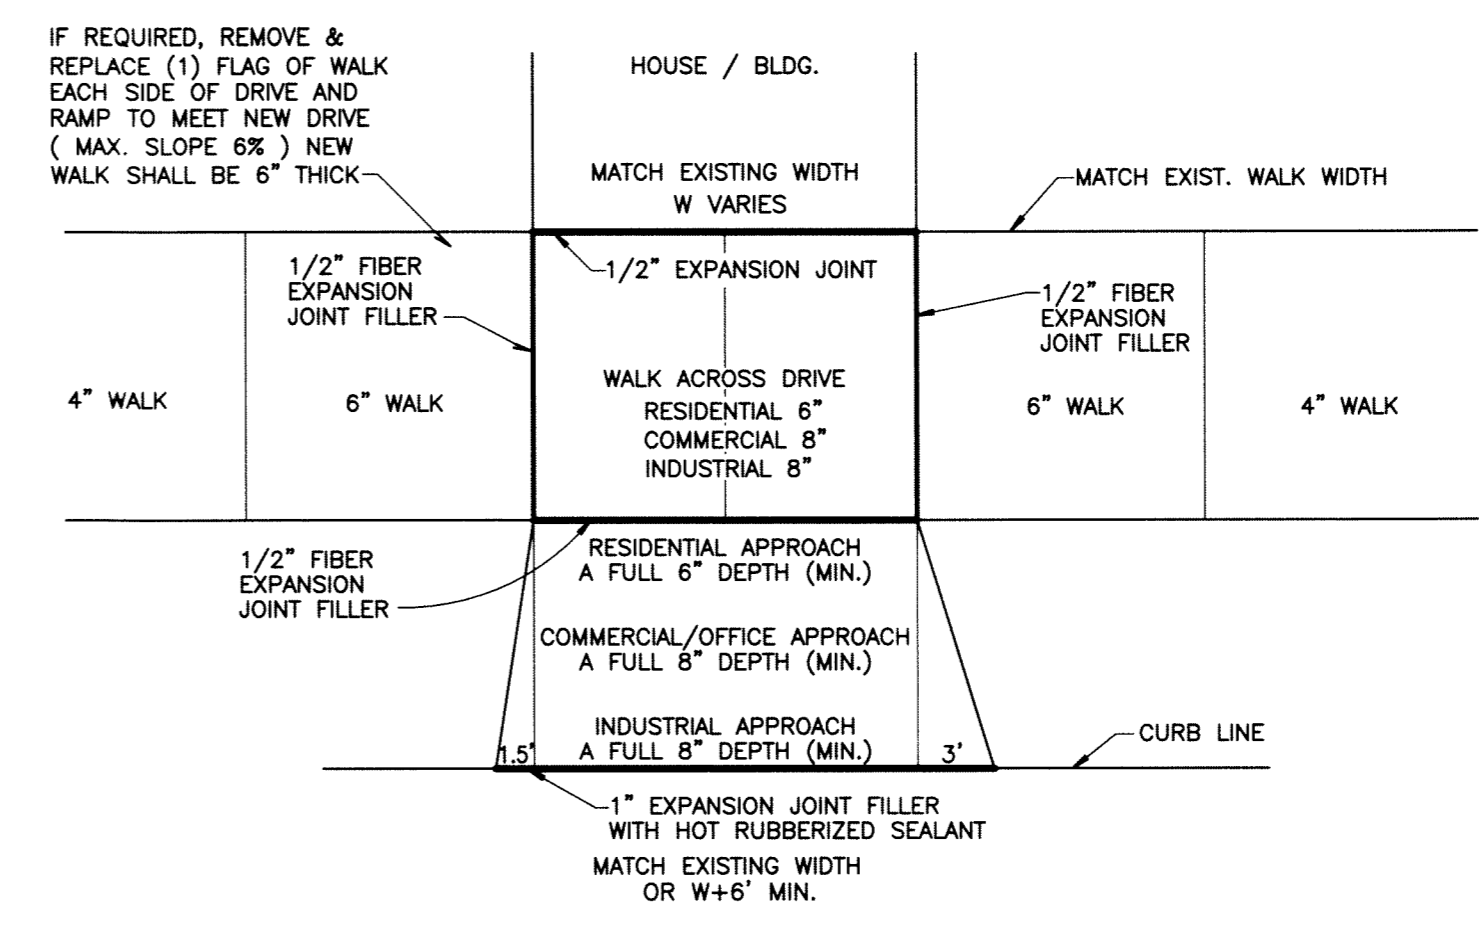 IF REQUIRED, REMOVE &
REPLACE (1) FLAG OF WALK
EACH SIDE OF DRIVE AND
RAMP TO MEET NEW DRIVE
( MAX. SLOPE 6% ) NEW
WALK SHALL BE 6" THICK
HOUSE / BLDG.
MATCH EXISTING WIDTH
W VARIES
MATCH EXIST. WALK WIDTH
1/2" FIBER
EXPANSION
JOINT FILLER
1/2" EXPANSION JOINT
1/2" FIBER
EXPANSION
JOINT FILLER
4" WALK
6" WALK
WALK ACROSS DRIVE
RESIDENTIAL 6"
COMMERCIAL 8"
INDUSTRIAL 8"
6" WALK
4" WALK
1/2" FIBER
EXPANSION
JOINT FILLER
RESIDENTIAL APPROACH
A FULL 6" DEPTH (MIN.)
COMMERCIAL/OFFICE APPROACH
A FULL 8" DEPTH (MIN.)
INDUSTRIAL APPROACH
A FULL 8" DEPTH (MIN.)
1.5'
3'
CURB LINE
1" EXPANSION JOINT FILLER
WITH HOT RUBBERIZED SEALANT
MATCH EXISTING WIDTH
OR W+6' MIN.